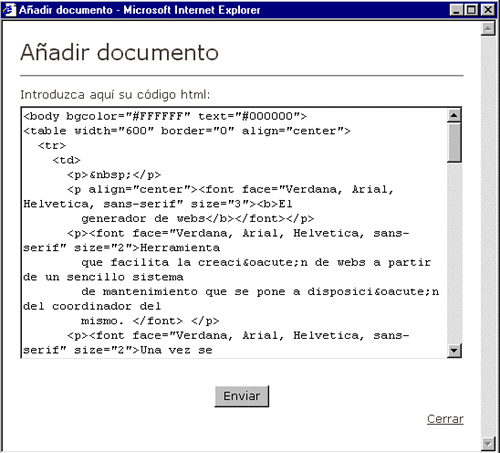 Añadir documento - Microsoft Internet Explorer
Añadir documento
Introduzca aquí su código html:
<body bgcolor="#FFFFFF" text="#000000">
<table width="600" border="0" align="center">
  <tr>
    <td>
      <p>&nbsp;</p>
      <p align="center"><font face="Verdana, Arial,
Helvetica, sans-serif" size="3"><b>El
        generador de webs</b></font></p>
      <p><font face="Verdana, Arial, Helvetica, sans-
serif" size="2">Herramienta
        que facilita la creaci&oacute;n de webs a partir
de un sencillo sistema
        de mantenimiento que se pone a disposici&oacute;n
del coordinador del
        mismo. </font> </p>
      <p><font face="Verdana, Arial, Helvetica, sans-
serif" size="2">Una vez se
Enviar
Cerrar